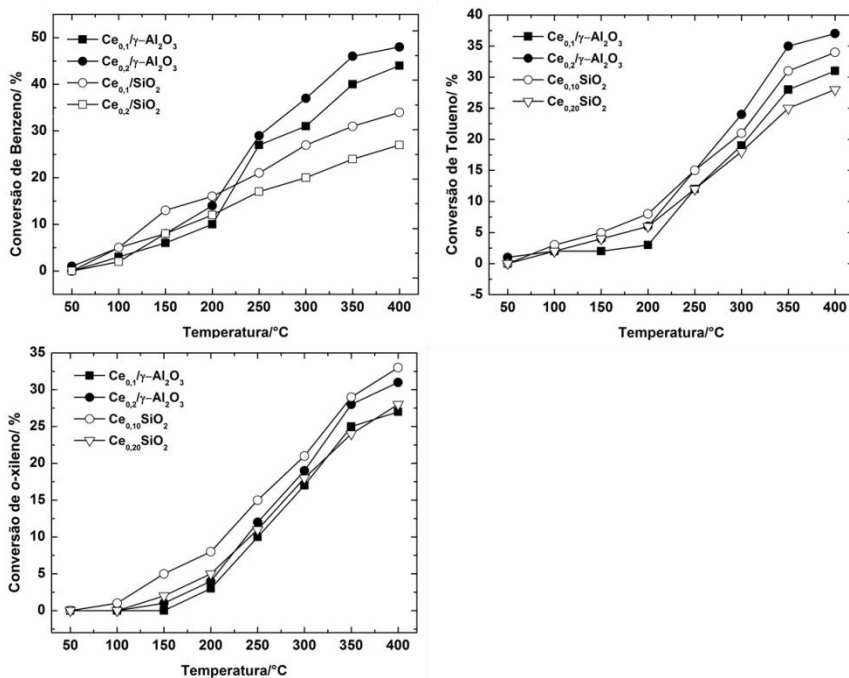 Conversão de Benzeno/ %
50
40
30
20
10
0
Ce0,1/γ–Al2O3
Ce0,2/γ–Al2O3
Ce0,1/SiO2
Ce0,2/SiO2
50 100 150 200 250 300 350 400
Temperatura/°C
Conversão de Tolueno/ %
40
35
30
25
20
15
10
5
0
-5
Ce0,1/γ–Al2O3
Ce0,2/γ–Al2O3
Ce0,10SiO2
Ce0,20SiO2
50 100 150 200 250 300 350 400
Temperatura/°C
Conversão de o-xileno/ %
35
30
25
20
15
10
5
0
Ce0,1/γ–Al2O3
Ce0,2/γ–Al2O3
Ce0,10SiO2
Ce0,20SiO2
50 100 150 200 250 300 350 400
Temperatura/°C